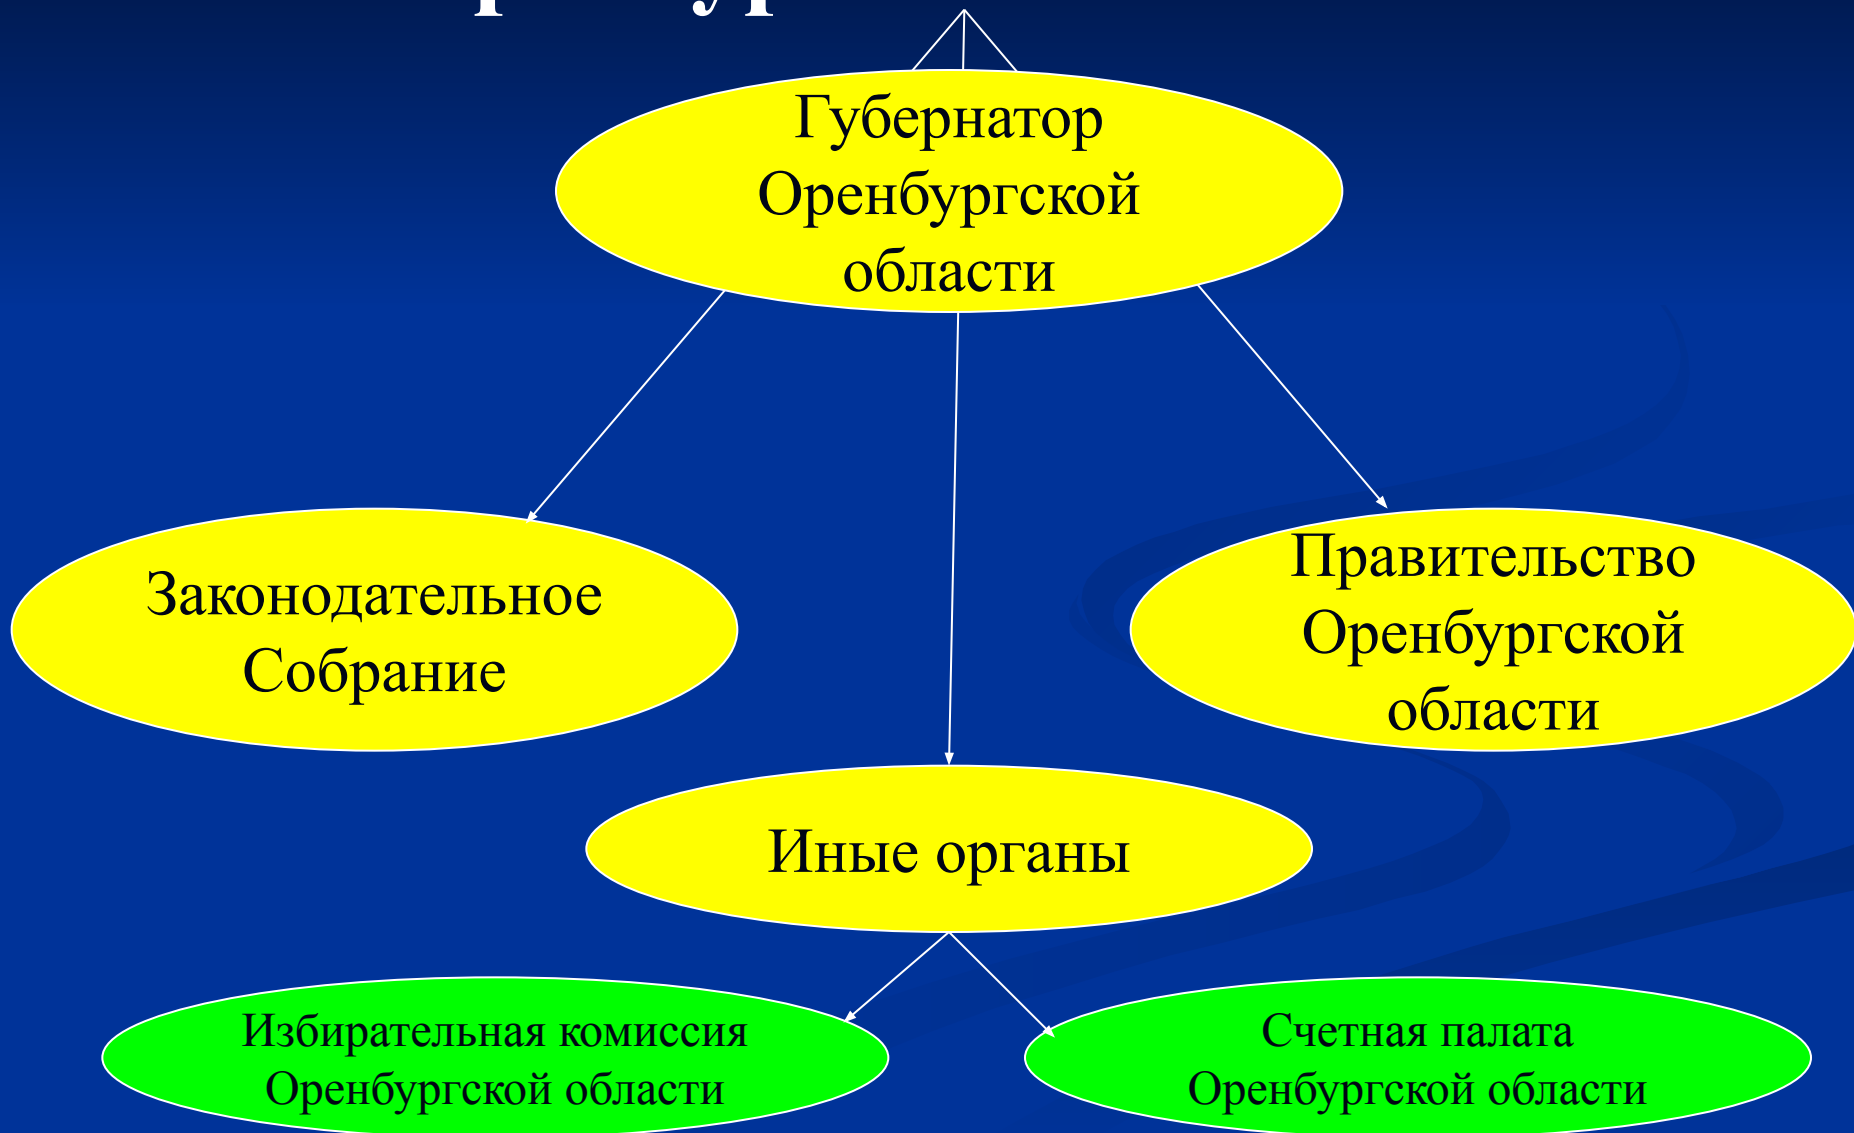 Губернатор
Оренбургской
области
Законодательное
Собрание
Правительство
Оренбургской
области
Иные органы
Избирательная комиссия
Оренбургской области
Счетная палата
Оренбургской области